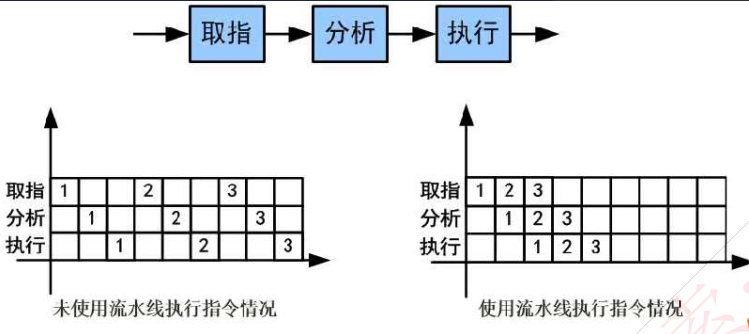 取指 分析 执行
取指 1 2 3
分析 1 2 3
执行 1 2 3
未使用流水线执行指令情况
取指 1 2 3
分析 1 2 3
执行 1 2 3
使用流水线执行指令情况